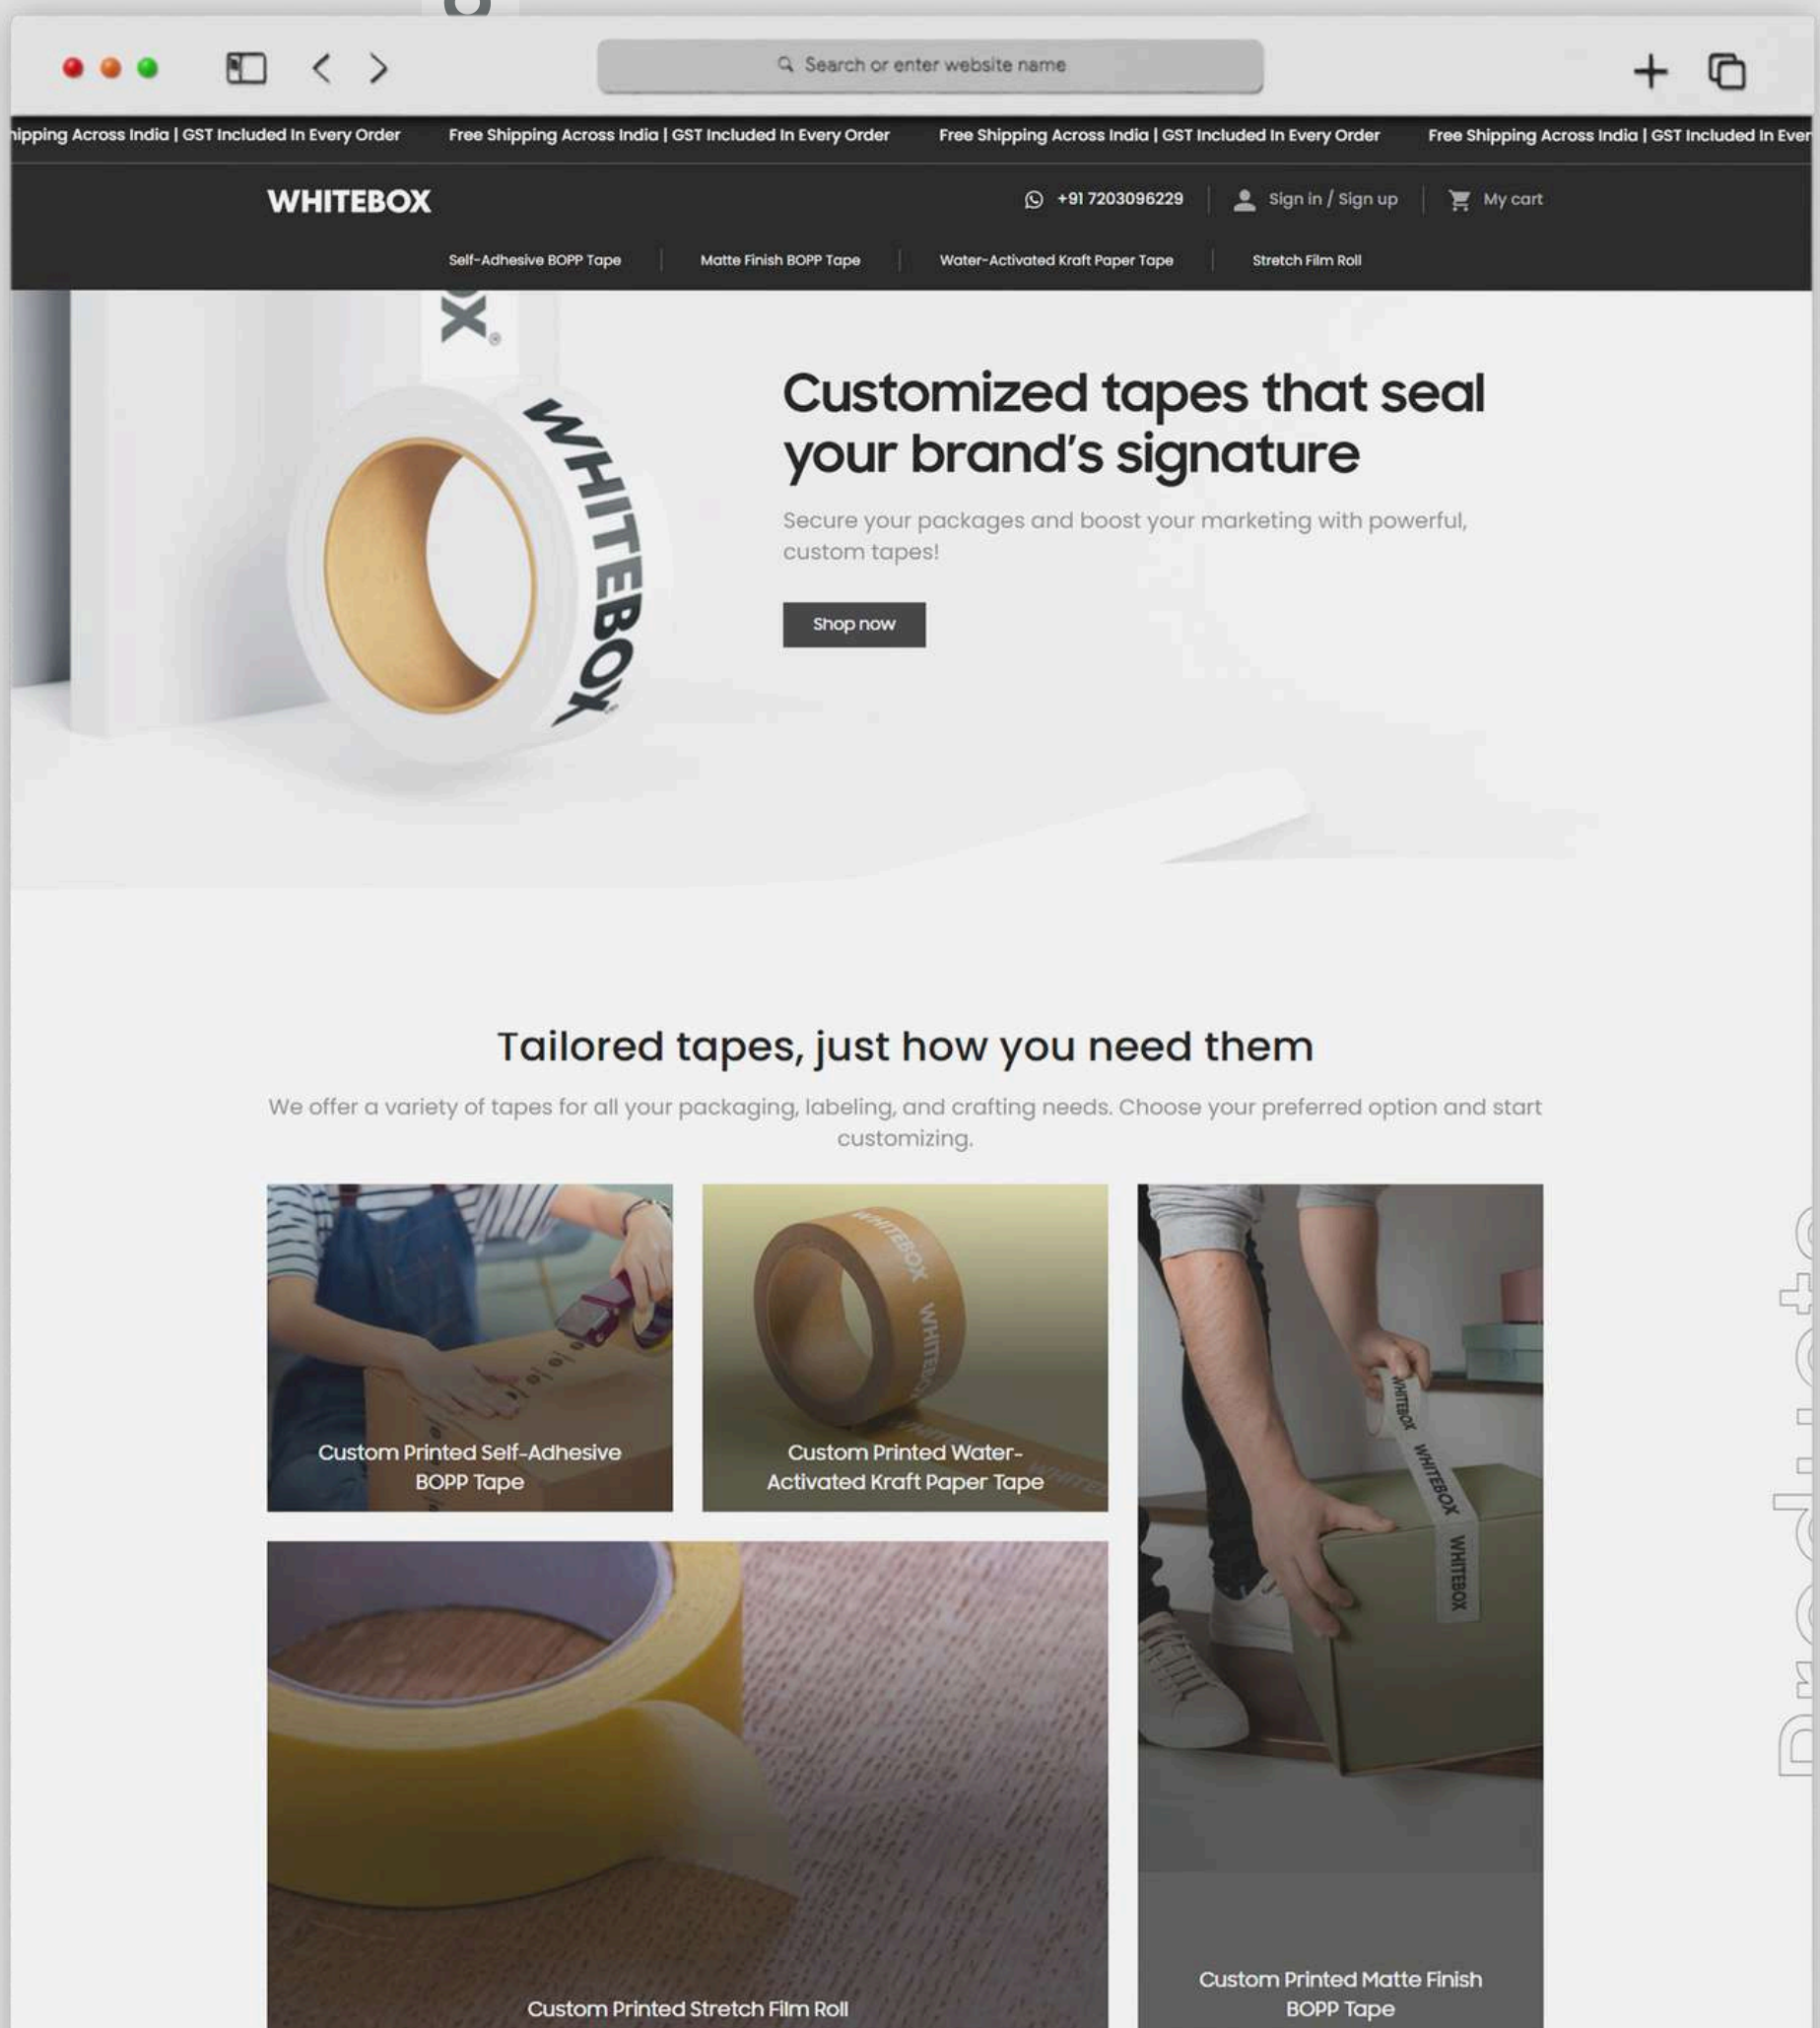 Search or enter website name
hipping Across India | GST Included In Every Order Free Shipping Across India | GST Included In Every Order Free Shipping Across India | GST Included In Every Order Free Shipping Across India | GST Included In Ever
WHITEBOX
+91 7203096229 Sign in / Sign up My cart
Self-Adhesive BOPP Tape Matte Finish BOPP Tape Water-Activated Kraft Paper Tape Stretch Film Roll
X®
WHITEBOX
Customized tapes that seal
your brand's signature
Secure your packages and boost your marketing with powerful,
custom tapes!
Shop now
Tailored tapes, just how you need them
We offer a variety of tapes for all your packaging, labeling, and crafting needs. Choose your preferred option and start
customizing.
Custom Printed Self-Adhesive
BOPP Tape
WHITEBOX
WHITEBOX
Custom Printed Water-
Activated Kraft Paper Tape
WHITEBOX
WHITEBOX
WHITEBOX
Custom Printed Stretch Film Roll
Custom Printed Matte Finish
BOPP Tape
Products